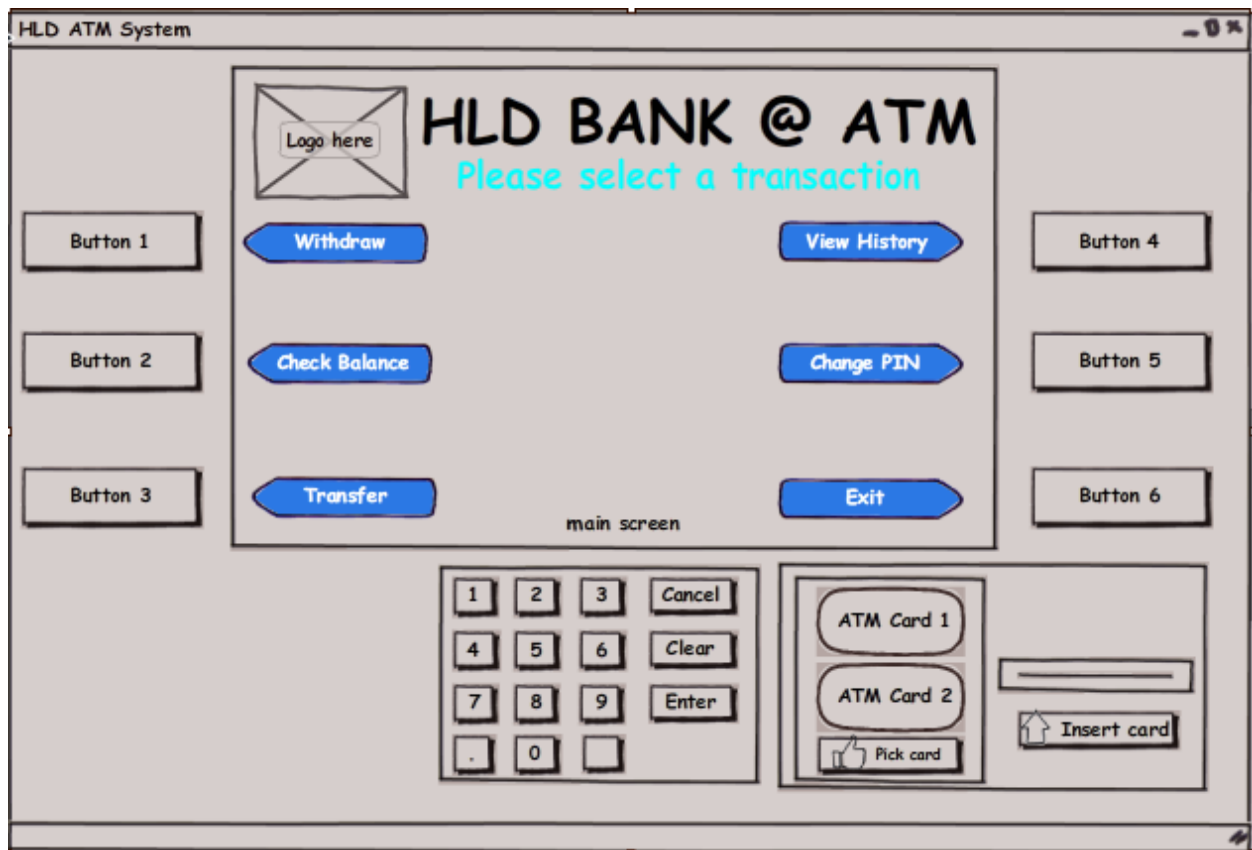 HLD ATM System
Logo here
HLD BANK @ ATM
Please select a transaction
Button 1
Withdraw
View History
Button 4
Button 2
Check Balance
Change PIN
Button 5
Button 3
Transfer
Exit
Button 6
main screen
1 2 3 Cancel
4 5 6 Clear
7 8 9 Enter
. 0
ATM Card 1
ATM Card 2
Pick card
Insert card